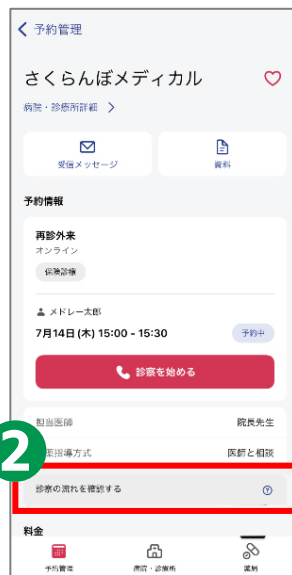 予約管理
さくらんぼメディカル
病院・診療所詳細
受信メッセージ
資料
予約情報
再診外来
オンライン
保険診療
メドレー太郎
7月14日(木) 15:00 - 15:30
予約中
診察を始める
担当医師
院長先生
薬指導方式
医師と相談
2
診察の流れを確認する
料金
予約管理
病院・診療所
薬局